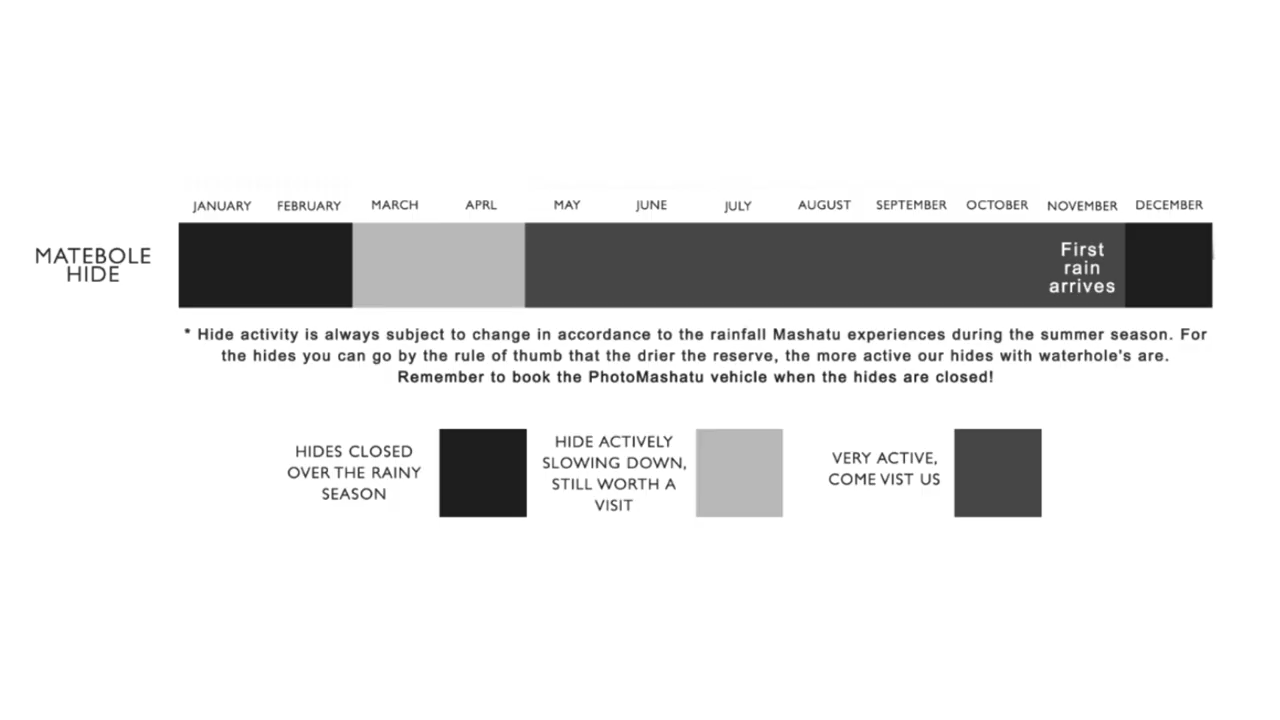 JANUARY FEBRUARY MARCH APRL MAY JUNE JULY AUGUST SEPTEMBER OCTOBER NOVEMBER DECEMBER
MATEBOLE
HIDE
First
rain
arrives
* Hide activity is always subject to change in accordance to the rainfall Mashatu experiences during the summer season. For
the hides you can go by the rule of thumb that the drier the reserve, the more active our hides with waterhole's are.
Remember to book the PhotoMashatu vehicle when the hides are closed!
HIDES CLOSED
OVER THE RAINY
SEASON
HIDE ACTIVELY
SLOWING DOWN,
STILL WORTH A
VISIT
VERY ACTIVE,
COME VIST US